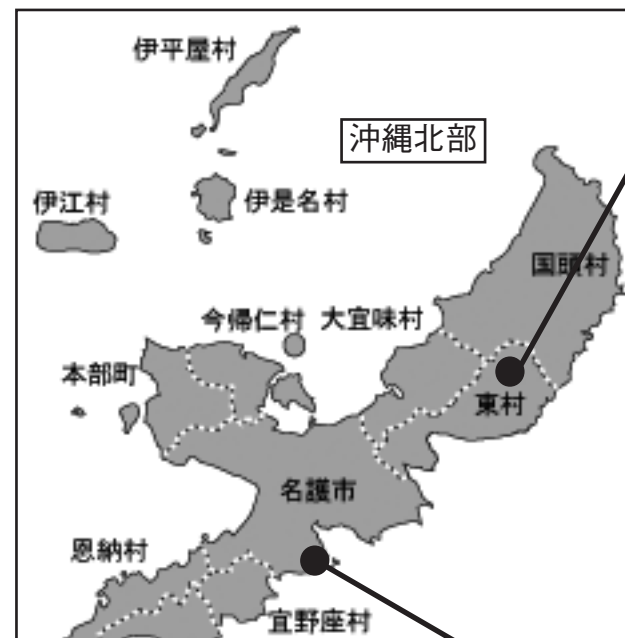 伊平屋村
沖縄北部
伊江村
伊是名村
国頭村
今帰仁村
大宜味村
本部町
東村
名護市
恩納村
宜野座村